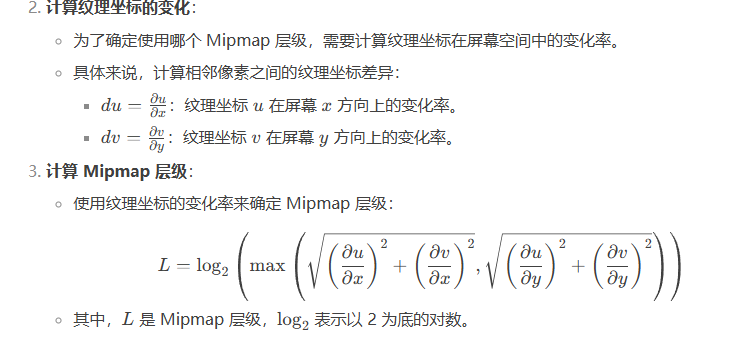 2. 计算纹理坐标的变化：
◦ 为了确定使用哪个 Mipmap 层级，需要计算纹理坐标在屏幕空间中的变化率。
◦ 具体来说，计算相邻像素之间的纹理坐标差异：
▪ $du = \frac{\partial u}{\partial x}$：纹理坐标 $u$ 在屏幕 $x$ 方向上的变化率。
▪ $dv = \frac{\partial v}{\partial y}$：纹理坐标 $v$ 在屏幕 $y$ 方向上的变化率。
3. 计算 Mipmap 层级：
◦ 使用纹理坐标的变化率来确定 Mipmap 层级：
$L = \log_2\left(\max\left(\sqrt{\left(\frac{\partial u}{\partial x}\right)^2 + \left(\frac{\partial v}{\partial x}\right)^2}, \sqrt{\left(\frac{\partial u}{\partial y}\right)^2 + \left(\frac{\partial v}{\partial y}\right)^2}\right)\right)$
◦ 其中，$L$ 是 Mipmap 层级，$\log_2$ 表示以 2 为底的对数。